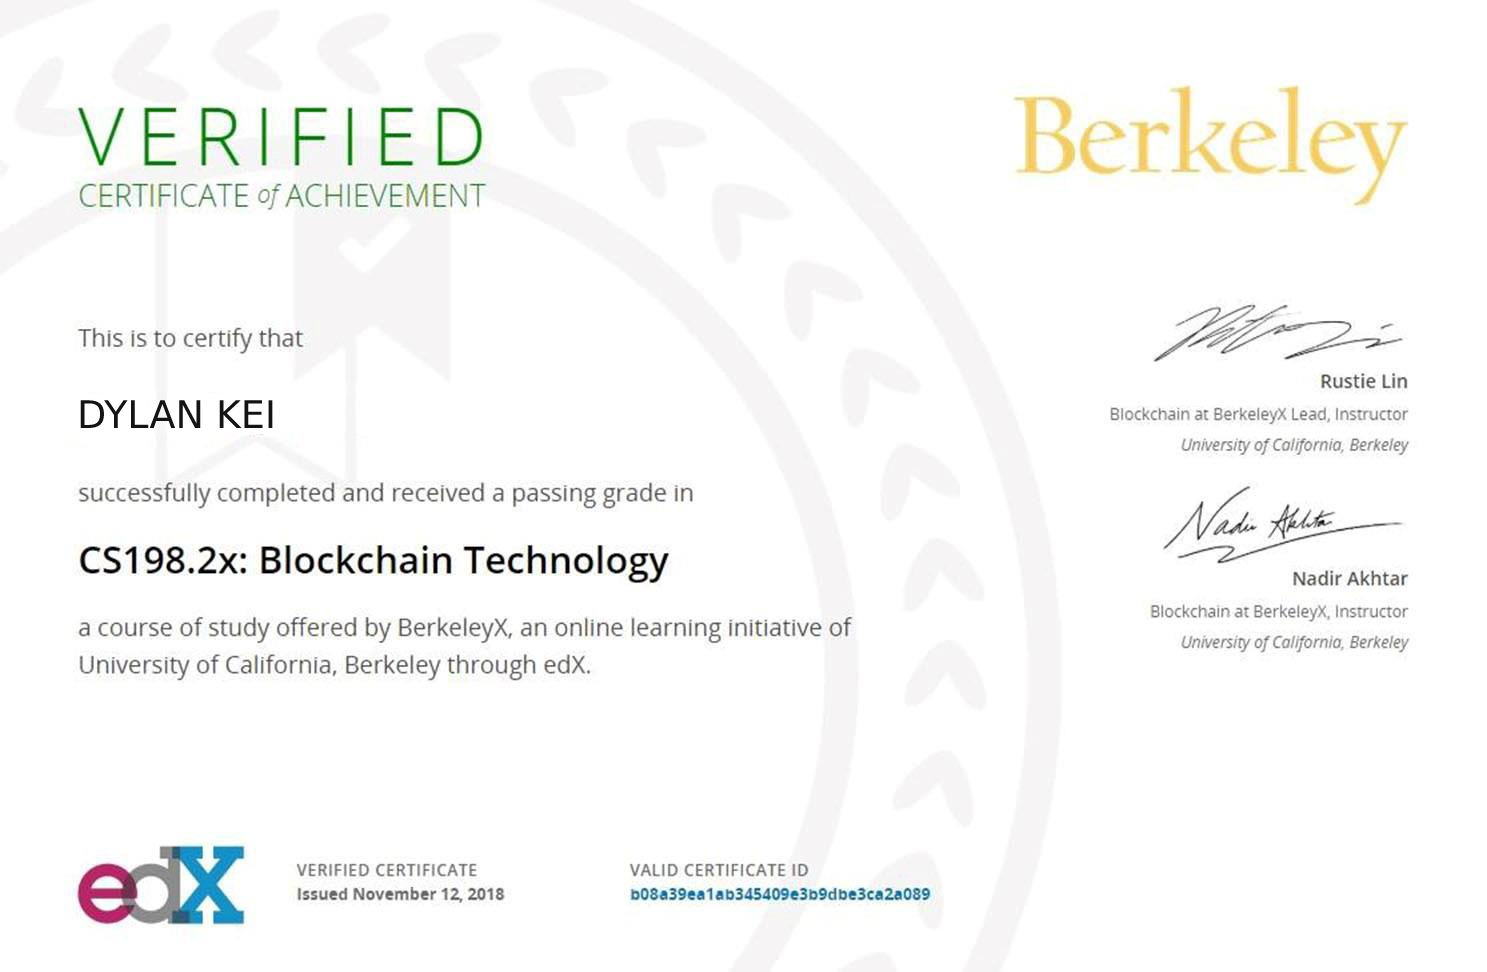 VERIFIED
CERTIFICATE of ACHIEVEMENT
Berkeley
This is to certify that
DYLAN KEI
successfully completed and received a passing grade in
CS198.2x: Blockchain Technology
a course of study offered by BerkeleyX, an online learning initiative of
University of California, Berkeley through edX.
Rustie Lin
Blockchain at BerkeleyX Lead, Instructor
University of California, Berkeley
Nadir Akhtar
Nadir Akhtar
Blockchain at BerkeleyX, Instructor
University of California, Berkeley
edX
VERIFIED CERTIFICATE
Issued November 12, 2018
VALID CERTIFICATE ID
b08a39ea1ab345409e3b9dbe3ca2a089